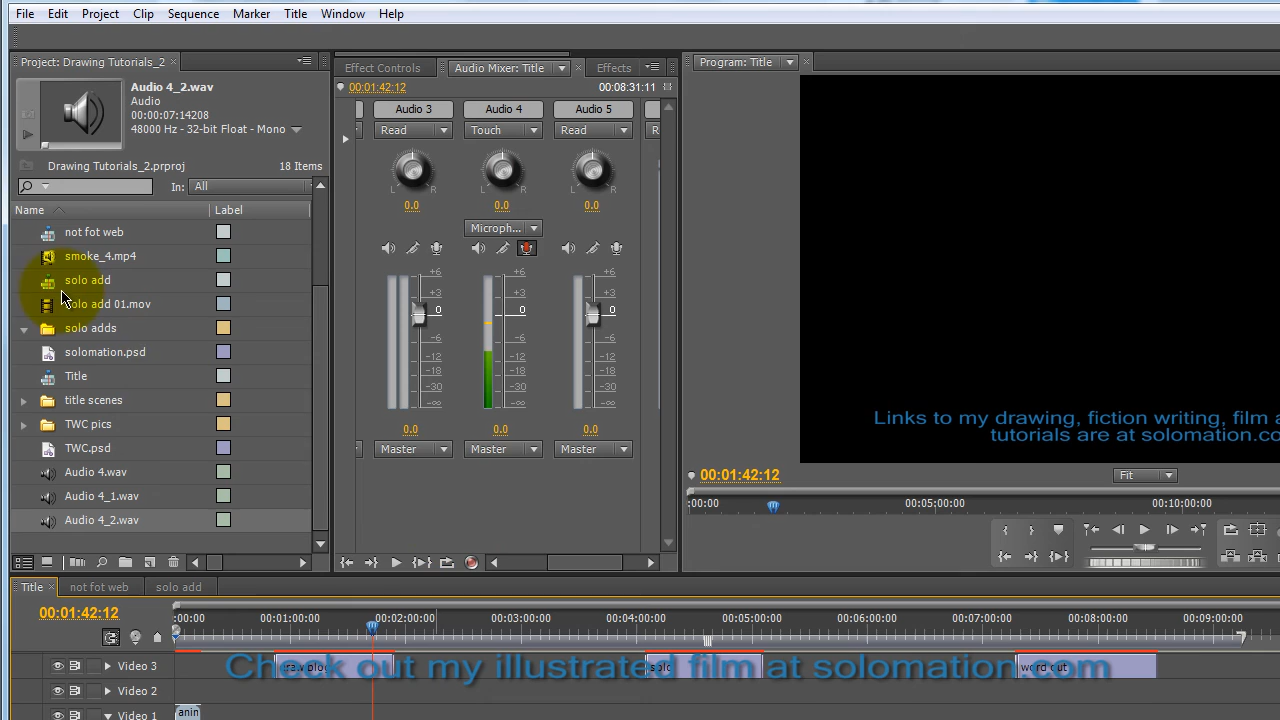 File Edit Project Clip Sequence Marker Title Window Help
Project: Drawing Tutorials_2
Audio 4_2.wav
Audio
00:00:07:14208
48000 Hz - 32-bit Float - Mono
Drawing Tutorials_2.prproj 18 Items
In: All
Name Label
not fot web
smoke_4.mp4
solo add
solo add 01.mov
solo adds
solomation.psd
Title
title scenes
TWC pics
TWC.psd
Audio 4.wav
Audio 4_1.wav
Audio 4_2.wav
Effect Controls Audio Mixer: Title Effects
00:01:42:12 00:08:31:11
Audio 3 Audio 4 Audio 5
Read Touch Read R
L R L R L R
0.0 0.0 0.0
Microph...
+6 +6 +6
+3 +3 +3
0 0 0
-6 -6 -6
-12 -12 -12
-18 -18 -18
-30 -30 -30
-∞ -∞ -∞
0.0 0.0 0.0
Master Master Master
Program: Title
Links to my drawing, fiction writing, film a
tutorials are at solomation.co
00:01:42:12 Fit
:00:00 00:05:00:00 00:10:00:00
Title not fot web solo add
00:01:42:12
:00:00 00:01:00:00 00:02:00:00 00:03:00:00 00:04:00:00 00:05:00:00 00:06:00:00 00:07:00:00 00:08:00:00 00:09:00:00
Video 3 solo word out
Check out my illustrated film at solomation.com
Video 2
Video 1 anin